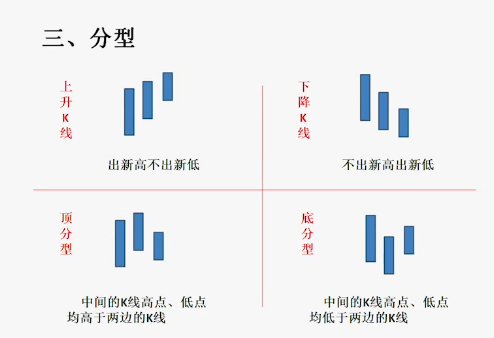 三、分型
上升K线
出新高不出新低
下降K线
不出新高出新低
顶分型
中间的K线高点、低点
均高于两边的K线
底分型
中间的K线高点、低点
均低于两边的K线